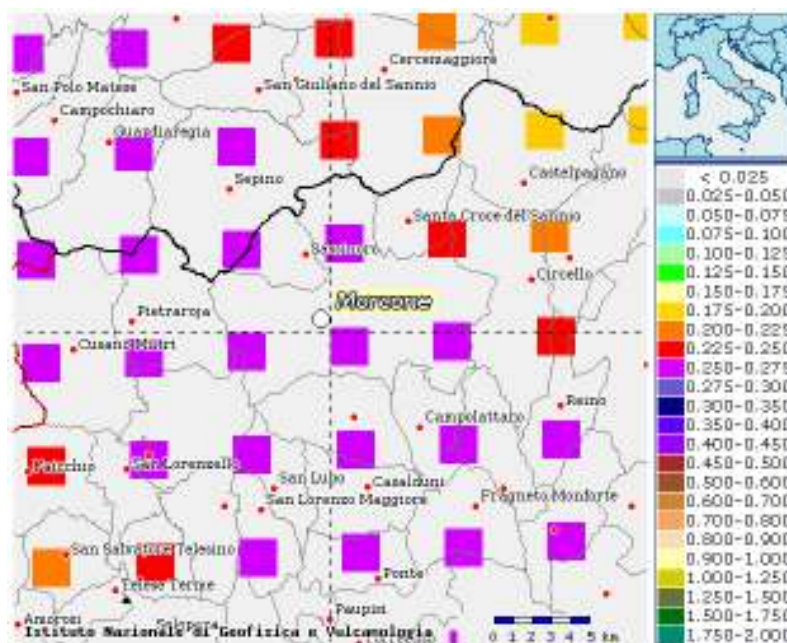 Cercemaggiore
San Polo Matese
San Giuliano del Sannio
Campochiaro
Guardiaregia
Sepino
Castelpagano
Santa Croce del Sannio
Sassinoro
Circello
Morcone
Pietraroja
Cusano Mutri
Reino
Campolattaro
Faicchio
San Lorenzello
San Lupo
Casalduni
San Lorenzo Maggiore
Fragneto Monforte
San Salvatore Telesino
Telese Terme
Ponte
Amorosi
Solopaca
Paupisi
Istituto Nazionale di Geofisica e Vulcanologia
0 1 2 3 4 5 km
< 0.025
0.025-0.050
0.050-0.075
0.075-0.100
0.100-0.125
0.125-0.150
0.150-0.175
0.175-0.200
0.200-0.225
0.225-0.250
0.250-0.275
0.275-0.300
0.300-0.350
0.350-0.400
0.400-0.450
0.450-0.500
0.500-0.600
0.600-0.700
0.700-0.800
0.800-0.900
0.900-1.000
1.000-1.250
1.250-1.500
1.500-1.750
1.750-2.000